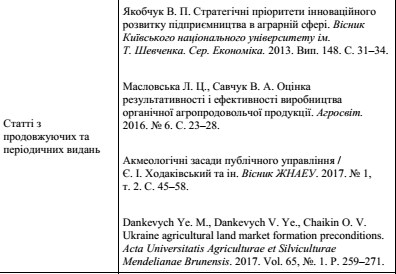 Статті з
продовжуючих та
періодичних видань
Якобчук В. П. Стратегічні пріоритети інноваційного
розвитку підприємництва в аграрній сфері. Вісник
Київського національного університету ім.
Т. Шевченка. Сер. Економіка. 2013. Вип. 148. С. 31–34.
Масловська Л. Ц., Савчук В. А. Оцінка
результативності і ефективності виробництва
органічної агропродовольчої продукції. Агросвіт.
2016. № 6. С. 23–28.
Акмеологічні засади публічного управління /
Є. І. Ходаківський та ін. Вісник ЖНАЕУ. 2017. № 1,
т. 2. С. 45–58.
Dankevych Ye. M., Dankevych V. Ye., Chaikin O. V.
Ukraine agricultural land market formation preconditions.
Acta Universitatis Agriculturae et Silviculturae
Mendelianae Brunensis. 2017. Vol. 65, №. 1. P. 259–271.